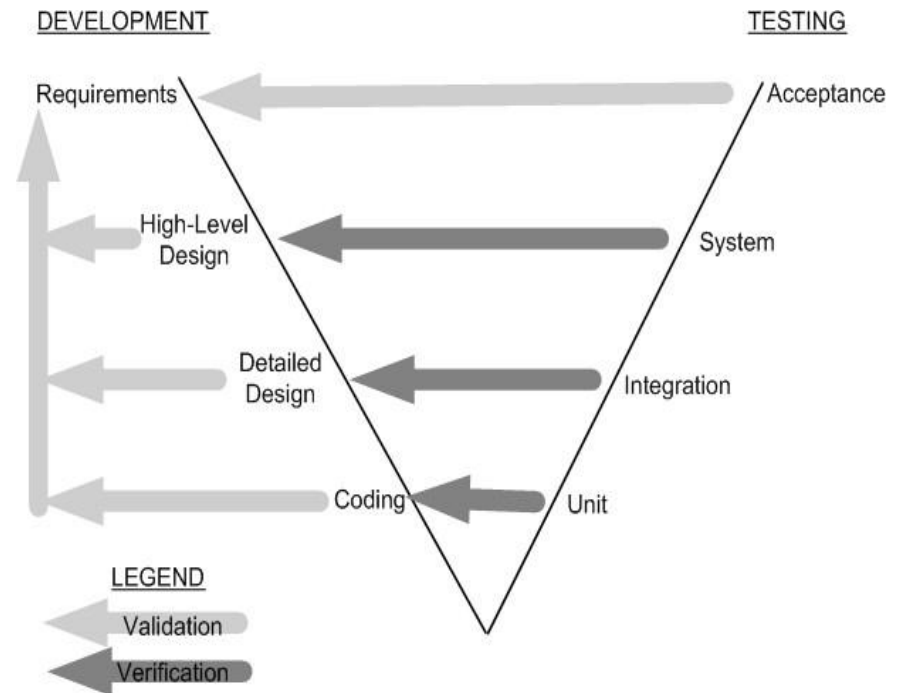 DEVELOPMENT
TESTING
Requirements
Acceptance
High-Level
Design
System
Detailed
Design
Integration
Coding
Unit
LEGEND
Validation
Verification